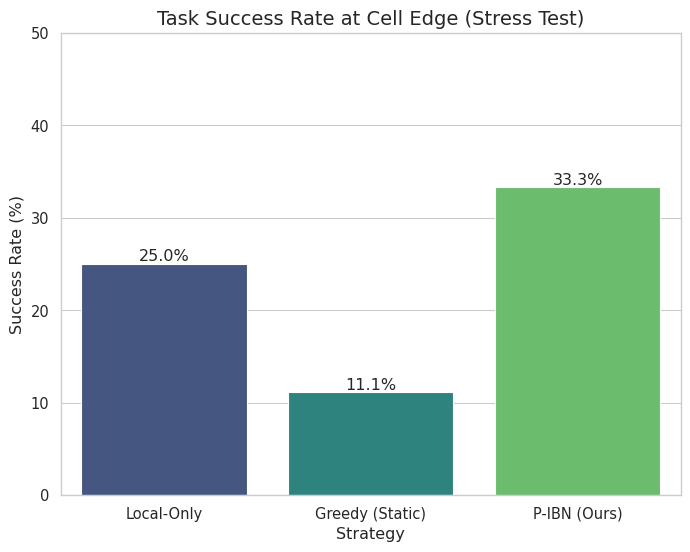 Task Success Rate at Cell Edge (Stress Test)
Success Rate (%)
50
40
30
20
10
0
25.0%
11.1%
33.3%
Local-Only
Greedy (Static)
P-IBN (Ours)
Strategy